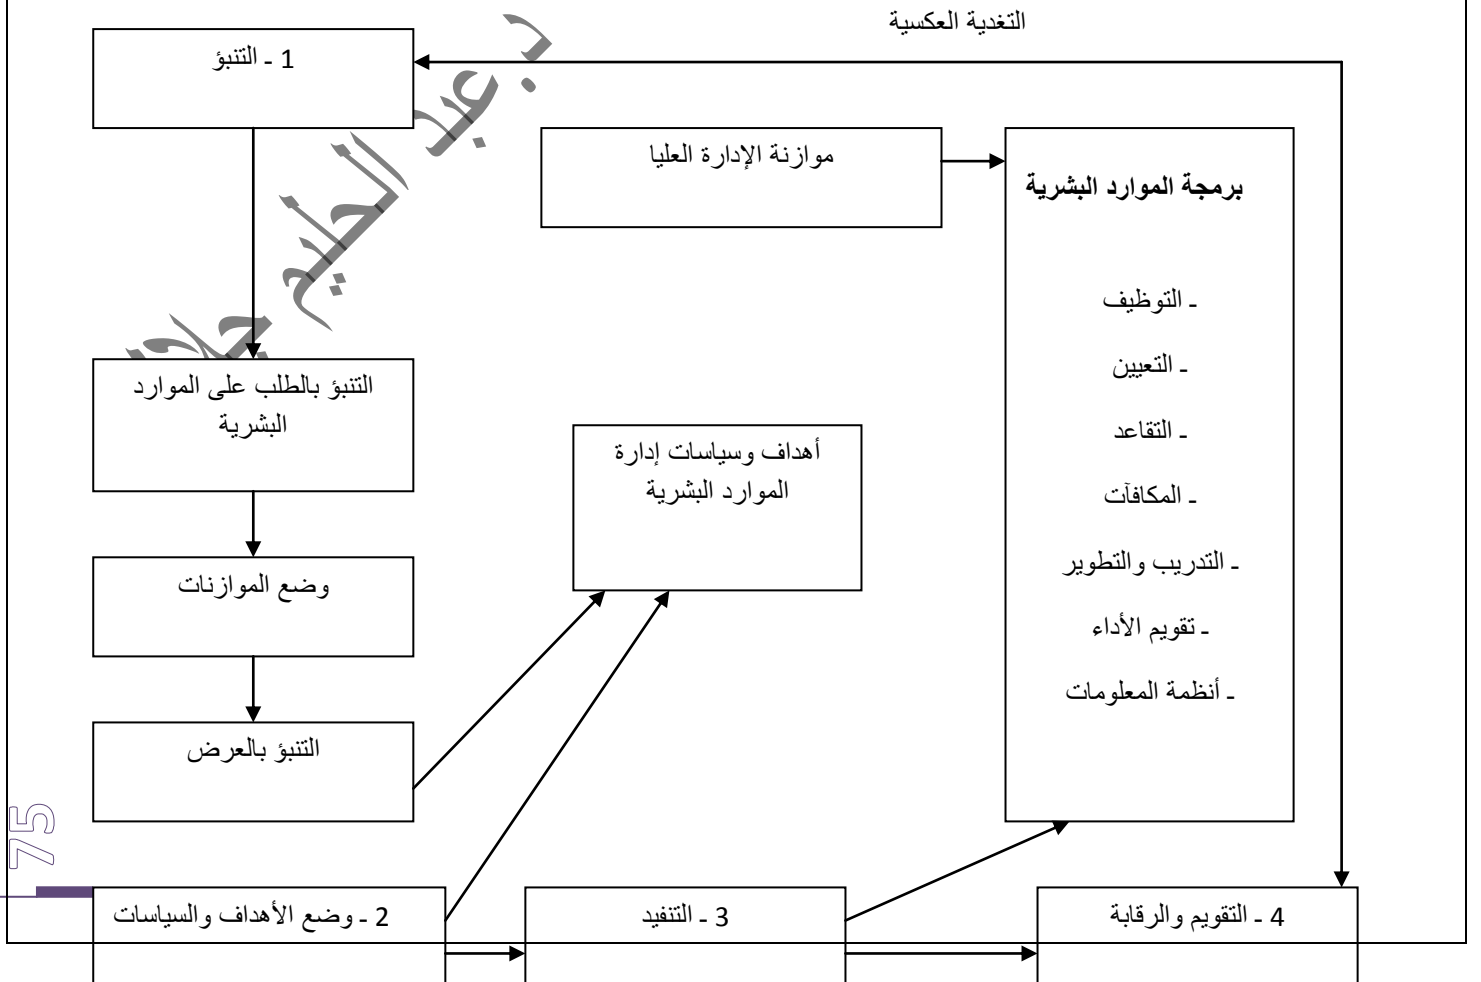 التغدية العكسية
1 ـ التنبؤ
موازنة الإدارة العليا
برمجة الموارد البشرية
ـ التوظيف
ـ التعيين
ـ التقاعد
ـ المكافآت
ـ التدريب والتطوير
ـ تقويم الأداء
ـ أنظمة المعلومات
التنبؤ بالطلب على الموارد
البشرية
أهداف وسياسات إدارة
الموارد البشرية
وضع الموازنات
التنبؤ بالعرض
2 ـ وضع الأهداف والسياسات
3 ـ التنفيد
4 ـ التقويم والرقابة
75
عبد الحليم